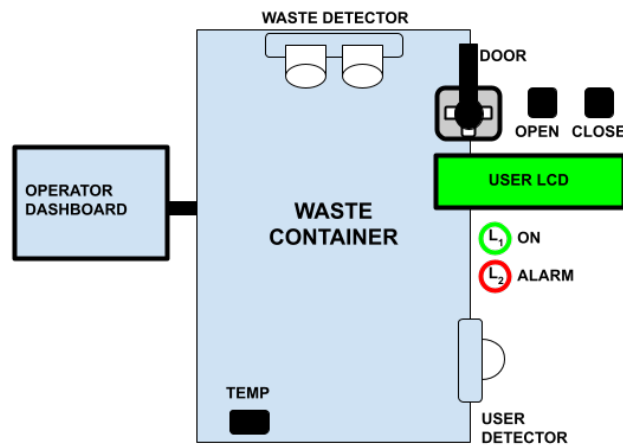 WASTE DETECTOR
DOOR
OPEN CLOSE
OPERATOR
DASHBOARD
USER LCD
WASTE
CONTAINER
L1 ON
L2 ALARM
TEMP
USER
DETECTOR